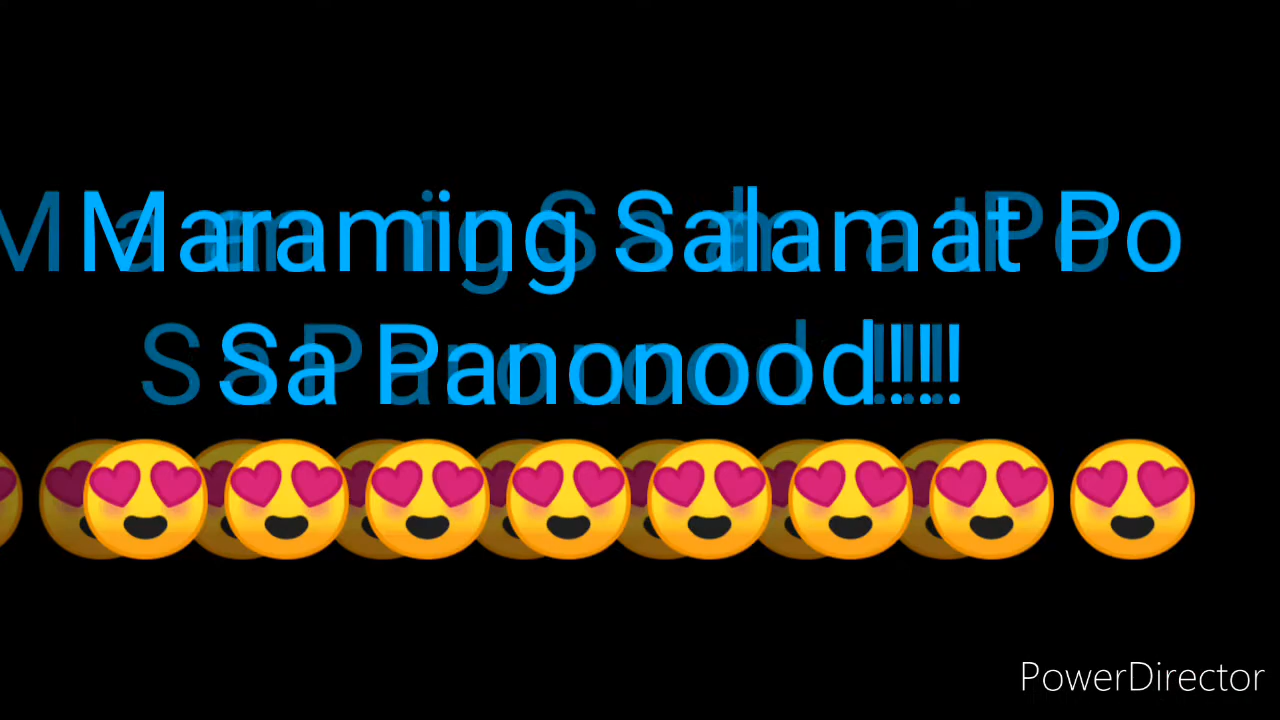 Maraming Salamat Po
Sa Panonood!!!!
😍😍😍😍😍😍😍😍
PowerDirector